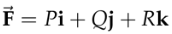 F⃗ = Pi + Qj + Rk